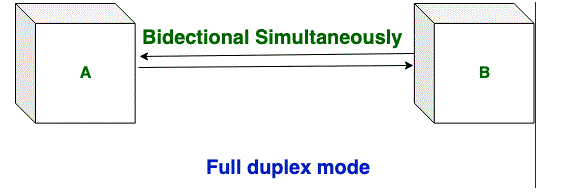 Bidectional Simultaneously
A
B
Full duplex mode